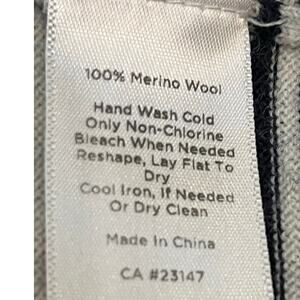 100% Merino Wool
Hand Wash Cold
Only Non-Chlorine
Bleach When Needed
Reshape, Lay Flat To
Dry
Cool Iron, If Needed
Or Dry Clean
Made In China
CA #23147